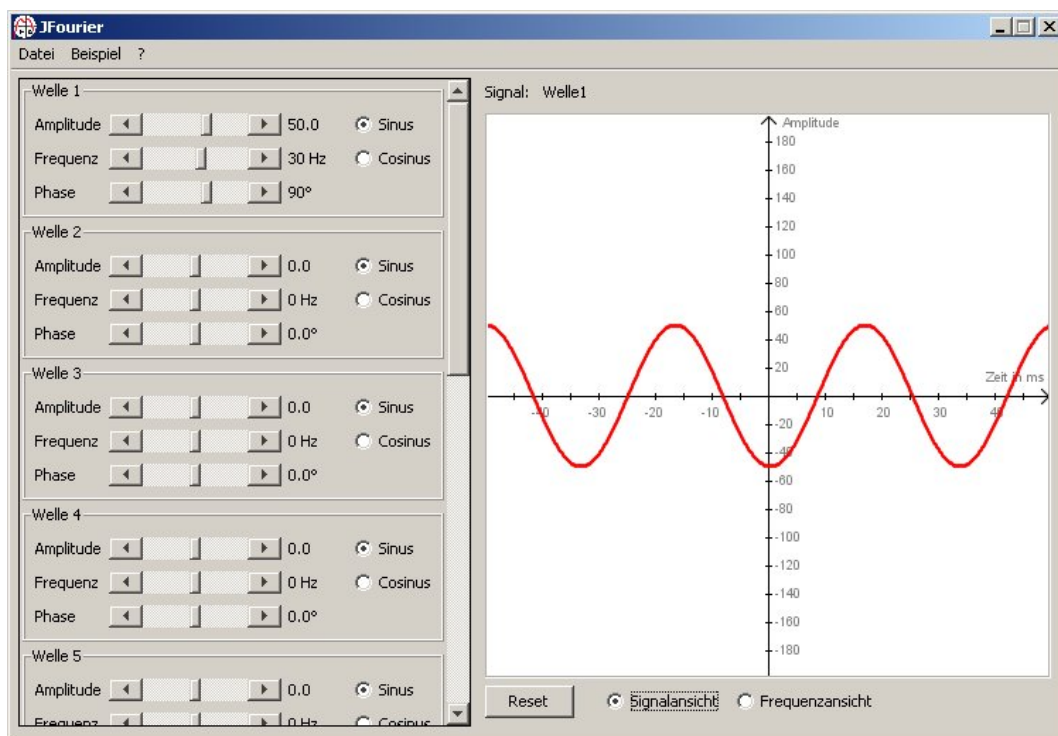 JFourier
Datei Beispiel ?
Welle 1
Amplitude 50.0 Sinus
Frequenz 30 Hz Cosinus
Phase 90°
Welle 2
Amplitude 0.0 Sinus
Frequenz 0 Hz Cosinus
Phase 0.0°
Welle 3
Amplitude 0.0 Sinus
Frequenz 0 Hz Cosinus
Phase 0.0°
Welle 4
Amplitude 0.0 Sinus
Frequenz 0 Hz Cosinus
Phase 0.0°
Welle 5
Amplitude 0.0 Sinus
Frequenz 0 Hz Cosinus
Signal: Welle1
Amplitude
180
160
140
120
100
80
60
40
20
Zeit in ms
-40 -30 -20 -10 10 20 30 40
-20
-40
-60
-80
-100
-120
-140
-160
-180
Reset Signalansicht Frequenzansicht